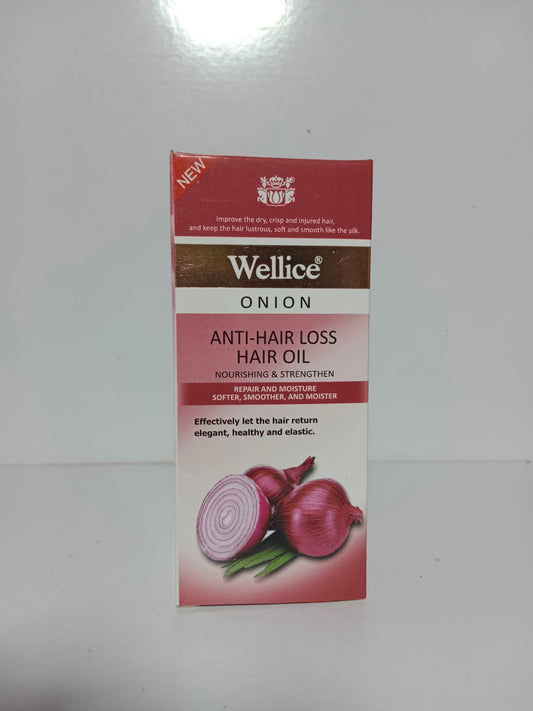 NEW
Improve the dry, crisp and injured hair,
and keep the hair lustrous, soft and smooth like the silk.
Wellice®
ONION
ANTI-HAIR LOSS
HAIR OIL
NOURISHING & STRENGTHEN
REPAIR AND MOISTURE
SOFTER, SMOOTHER, AND MOISTER
Effectively let the hair return
elegant, healthy and elastic.